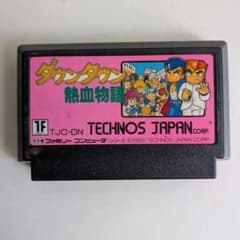 ダウンタウン
熱血物語
1F TJC-DN TECHNOS JAPAN CORP.
ファミリー コンピュータ